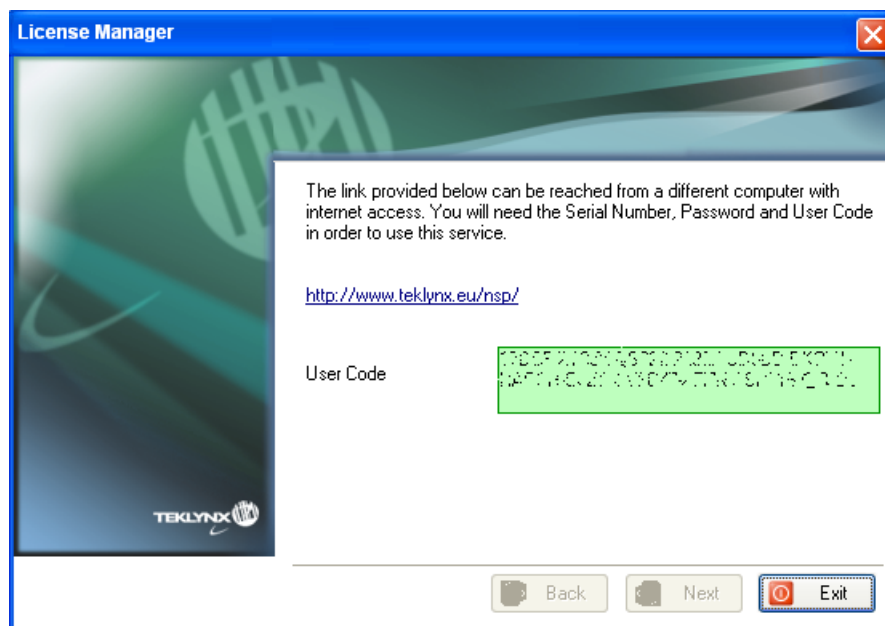 License Manager
The link provided below can be reached from a different computer with
internet access. You will need the Serial Number, Password and User Code
in order to use this service.
http://www.teklynx.eu/nsp/
User Code
TEKLYNX
Back
Next
Exit